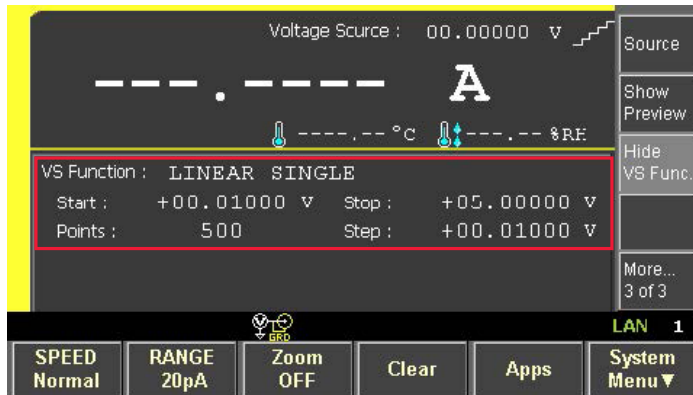 Voltage Source : 00.00000 V
---.---- A
----.-- °C ---.-- %RH
VS Function : LINEAR SINGLE
Start : +00.01000 V Stop : +05.00000 V
Points : 500 Step : +00.01000 V
Source
Show
Preview
Hide
VS Func.
More...
3 of 3
GRD
LAN 1
SPEED
Normal
RANGE
20pA
Zoom
OFF
Clear
Apps
System
Menu▼